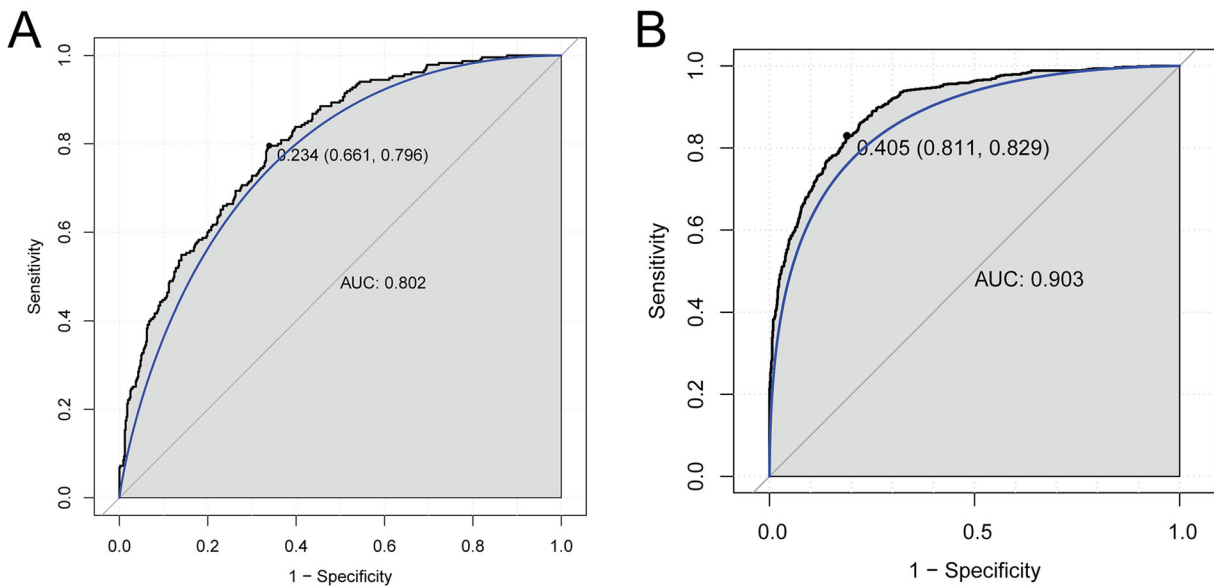 A
1.0
0.8
0.6
0.4
0.2
0.0
Sensitivity
0.234 (0.661, 0.796)
AUC: 0.802
0.0 0.2 0.4 0.6 0.8 1.0
1 − Specificity
B
1.0
0.8
0.6
0.4
0.2
0.0
Sensitivity
0.405 (0.811, 0.829)
AUC: 0.903
0.0 0.5 1.0
1 − Specificity